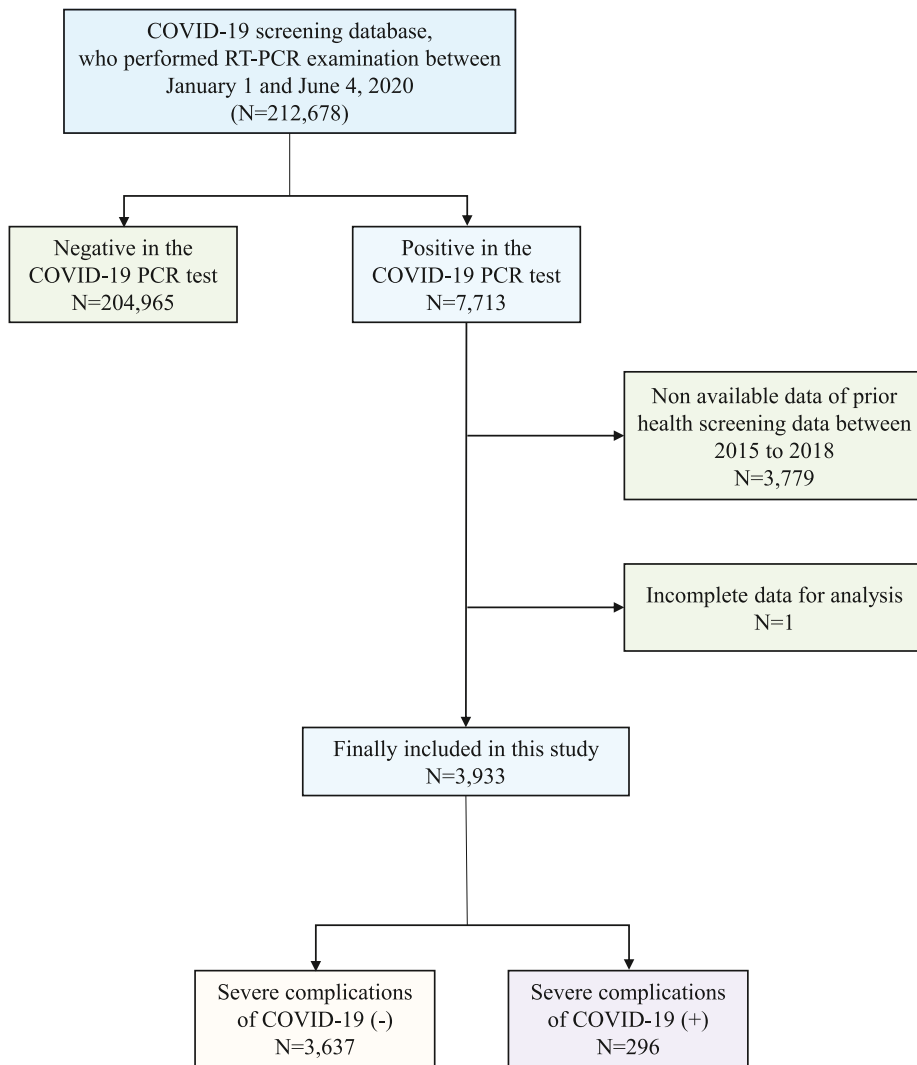 COVID-19 screening database,
who performed RT-PCR examination between
January 1 and June 4, 2020
(N=212,678)
Negative in the
COVID-19 PCR test
N=204,965
Positive in the
COVID-19 PCR test
N=7,713
Non available data of prior
health screening data between
2015 to 2018
N=3,779
Incomplete data for analysis
N=1
Finally included in this study
N=3,933
Severe complications
of COVID-19 (-)
N=3,637
Severe complications
of COVID-19 (+)
N=296